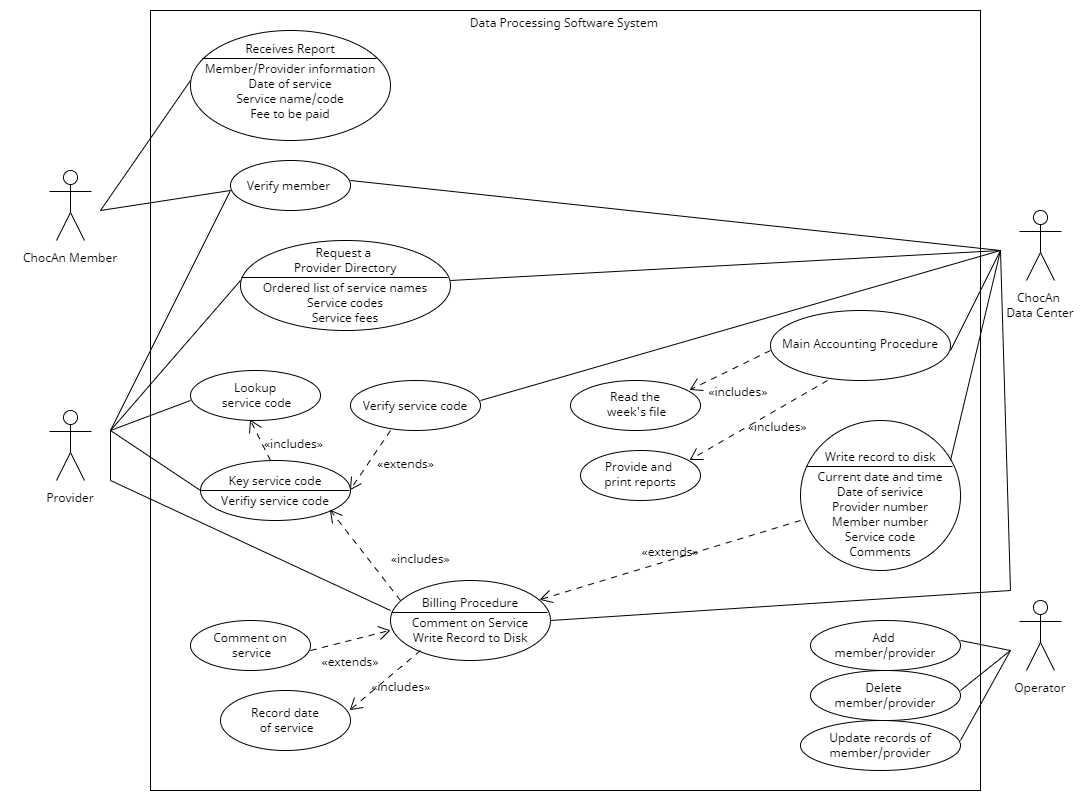 Data Processing Software System
Receives Report
Member/Provider information
Date of service
Service name/code
Fee to be paid
Verify member
ChocAn Member
Request a
Provider Directory
Ordered list of service names
Service codes
Service fees
ChocAn
Data Center
Main Accounting Procedure
«includes»
Read the
week's file
«includes»
Provide and
print reports
Lookup
service code
Verify service code
«includes»
«extends»
Key service code
Verifiy service code
Provider
Write record to disk
Current date and time
Date of service
Provider number
Member number
Service code
Comments
«includes»
«extends»
Billing Procedure
Comment on Service
Write Record to Disk
Comment on
service
«extends»
«includes»
Record date
of service
Add
member/provider
Delete
member/provider
Update records of
member/provider
Operator